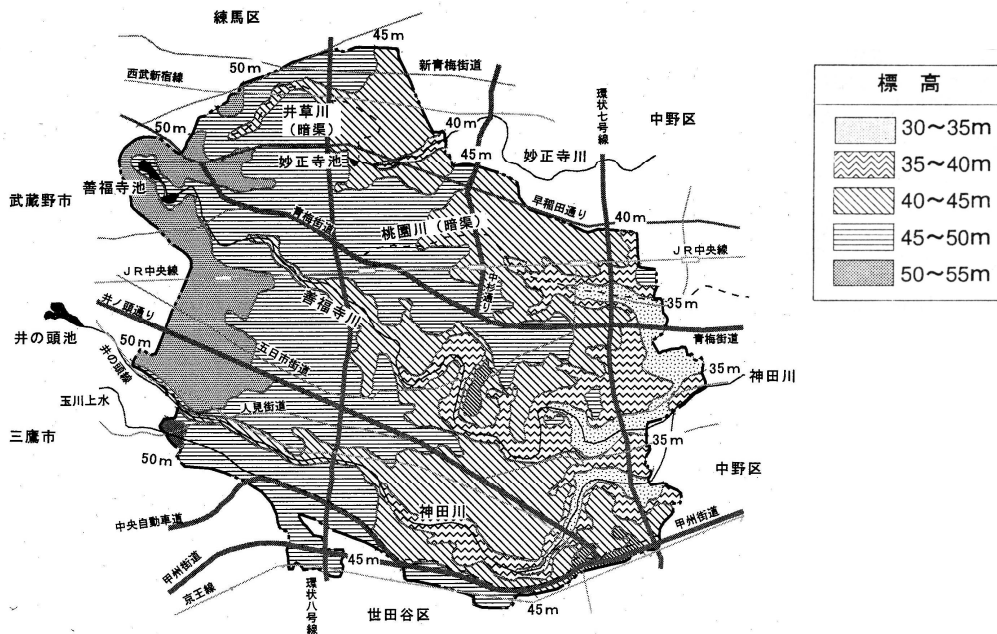 練馬区
45m
50m
西武新宿線
新青梅街道
井草川
（暗渠）
環状七号線
中野区
50m
40m
妙正寺池
45m
妙正寺川
善福寺池
武蔵野市
早稲田通り
40m
青梅街道
桃園川（暗渠）
JR中央線
JR中央線
中杉通り
35m
善福寺川
井ノ頭通り
井の頭池
50m
五日市街道
青梅街道
井の頭線
35m
神田川
玉川上水
人見街道
三鷹市
35m
50m
中野区
神田川
中央自動車道
甲州街道
甲州街道
45m
京王線
環状八号線
世田谷区
45m
標高
30～35m
35～40m
40～45m
45～50m
50～55m